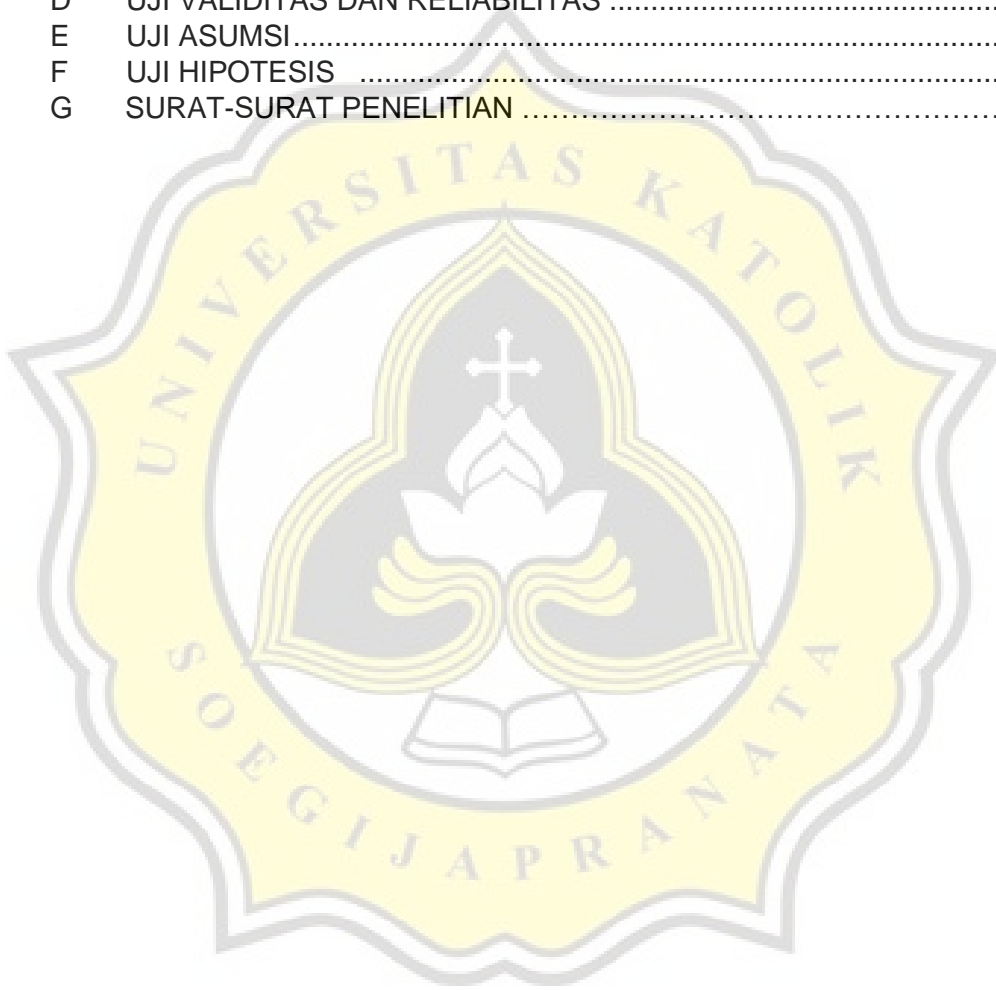 D UJI VALIDITAS DAN RELIABILITAS ......................................................
E UJI ASUMSI.........................................................................................
F UJI HIPOTESIS ...................................................................................
G SURAT-SURAT PENELITIAN ................................................................
UNIVERSITAS KATOLIK
SOEGIJAPRANATA